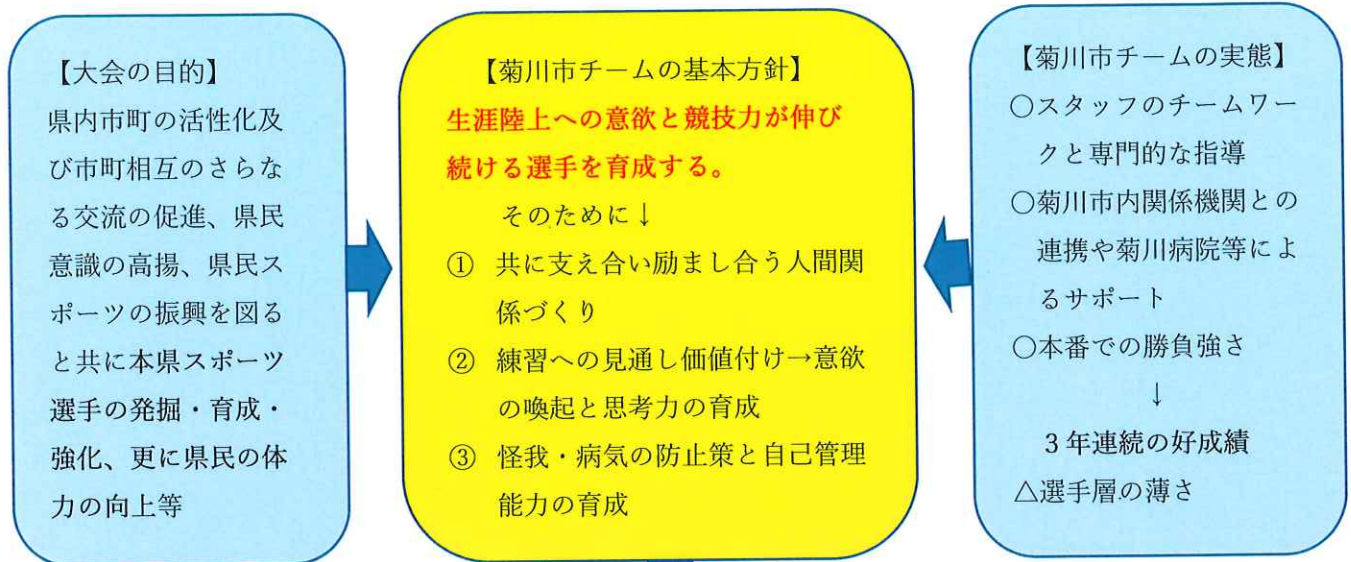 【大会の目的】
県内市町の活性化及
び市町相互のさらな
る交流の促進、県民
意識の高揚、県民ス
ポーツの振興を図る
と共に本県スポーツ
選手の発掘・育成・
強化、更に県民の体
力の向上等
【菊川市チームの基本方針】
生涯陸上への意欲と競技力が伸び
続ける選手を育成する。
そのために↓
① 共に支え合い励まし合う人間関
係づくり
② 練習への見通し価値付け→意欲
の喚起と思考力の育成
③ 怪我・病気の防止策と自己管理
能力の育成
【菊川市チームの実態】
○スタッフのチームワー
クと専門的な指導
○菊川市内関係機関との
連携や菊川病院等によ
るサポート
○本番での勝負強さ
↓
３年連続の好成績
△選手層の薄さ